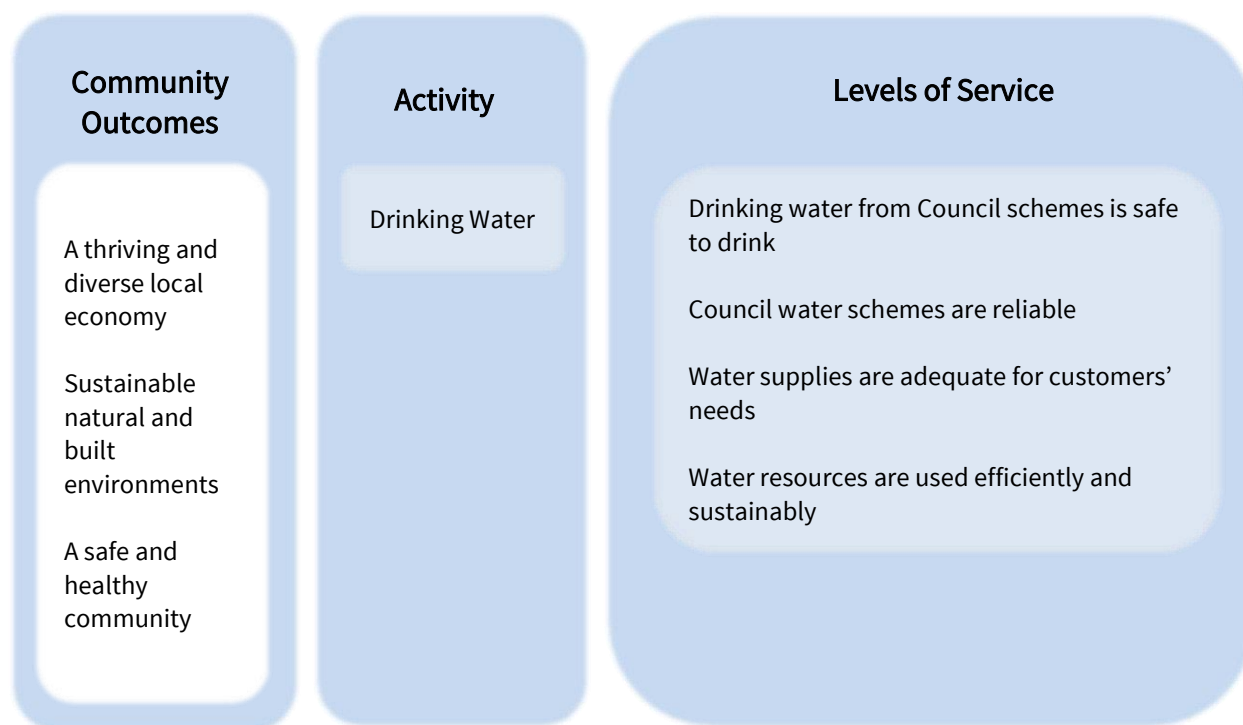 Community
Outcomes
A thriving and
diverse local
economy
Sustainable
natural and
built
environments
A safe and
healthy
community
Activity
Drinking Water
Levels of Service
Drinking water from Council schemes is safe
to drink
Council water schemes are reliable
Water supplies are adequate for customers’
needs
Water resources are used efficiently and
sustainably